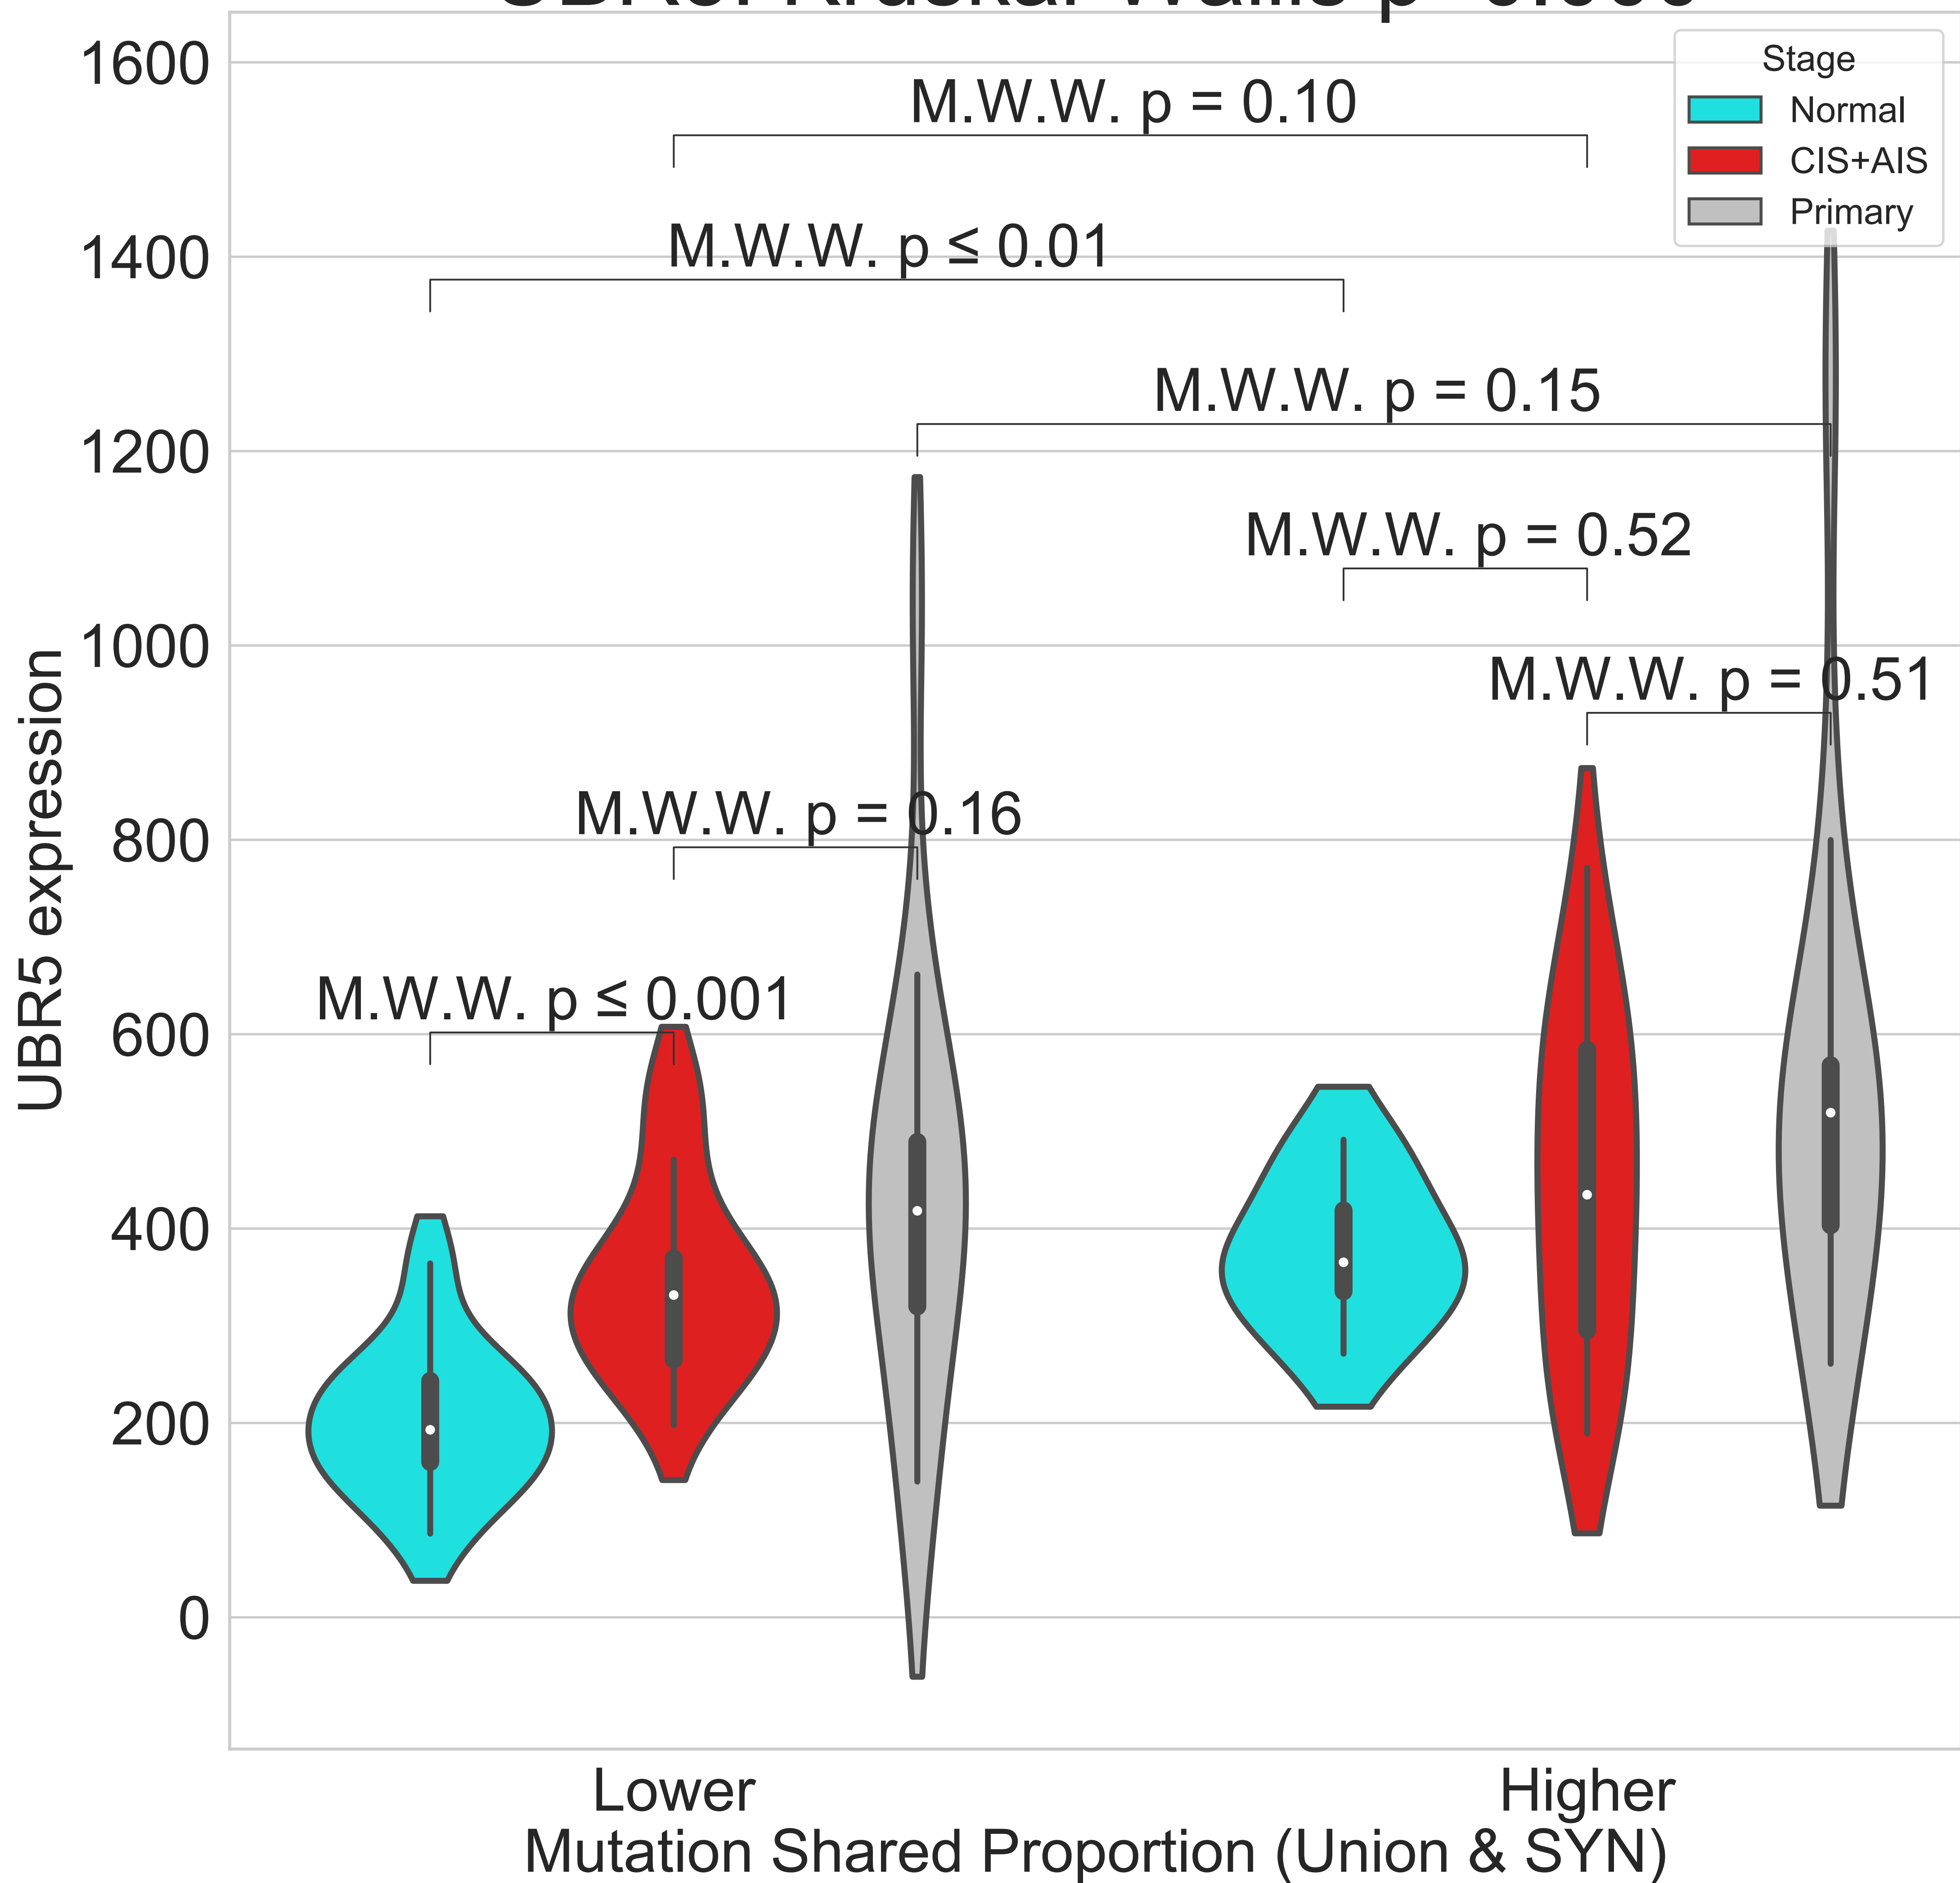 1600
1400
1200
1000
800
600
400
200
0
UBR5 expression
Stage
Normal
CIS+AIS
Primary
M.W.W. p = 0.10
M.W.W. p ≤ 0.01
M.W.W. p = 0.15
M.W.W. p = 0.52
M.W.W. p = 0.51
M.W.W. p = 0.16
M.W.W. p ≤ 0.001
Lower
Higher
Mutation Shared Proportion (Union & SYN)